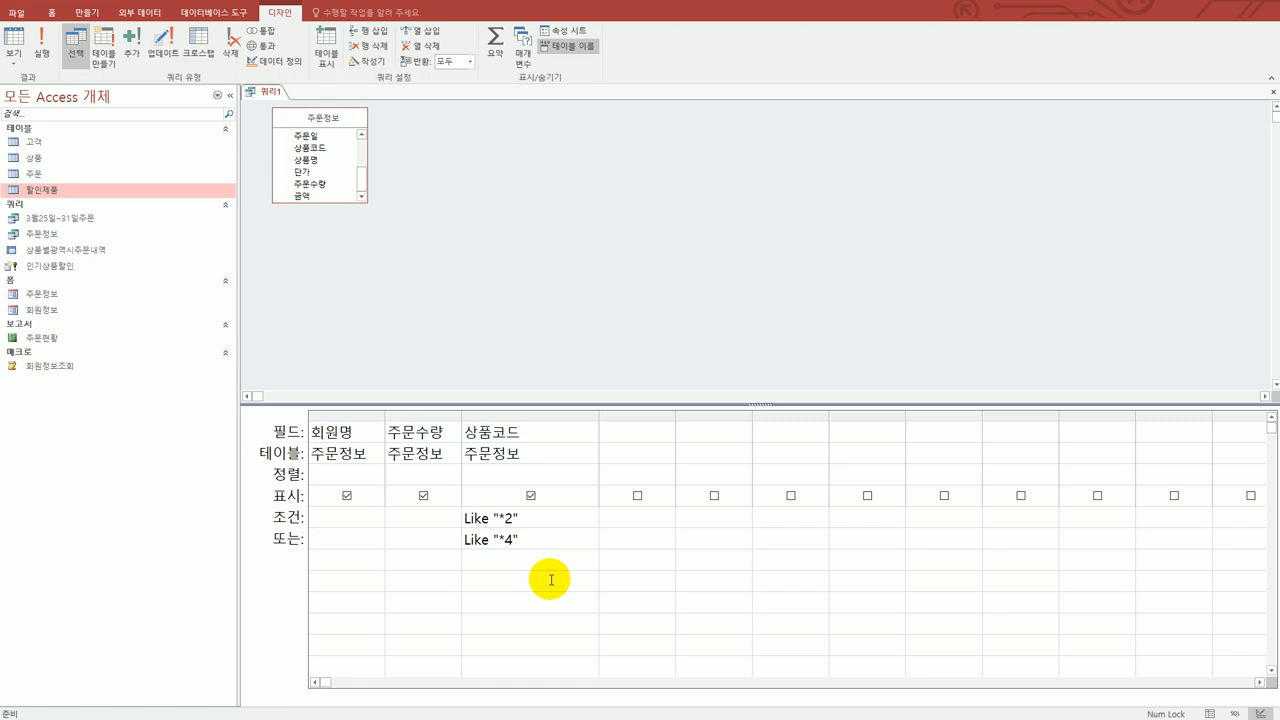 파일 홈 만들기 외부 데이터 데이터베이스 도구 디자인 수행할 작업을 알려 주세요.
보기 실행 선택 테이블 만들기 추가 업데이트 크로스탭 삭제 통합 통과 데이터 정의 테이블 표시 행 삽입 행 삭제 작성기 열 삽입 열 삭제 반환: 모두 요약 매개 변수 속성 시트 테이블 이름
결과 쿼리 유형 쿼리 설정 표시/숨기기
모든 Access 개체
검색...
테이블
고객
상품
주문
할인제품
쿼리
3월25일~31일주문
주문정보
상품별광역시주문내역
인기상품할인
폼
주문정보
회원정보
보고서
주문현황
매크로
회원정보조회
쿼리1
주문정보
주문일
상품코드
상품명
단가
주문수량
금액
필드: 회원명 주문수량 상품코드
테이블: 주문정보 주문정보 주문정보
정렬:
표시:
조건: Like "*2"
또는: Like "*4"
준비 Num Lock SQL